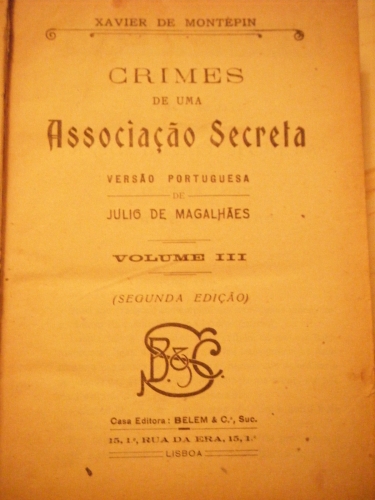 XAVIER DE MONTÉPIN
CRIMES
DE UMA
Associação Secreta
VERSÃO PORTUGUESA
DE
JULIO DE MAGALHÃES
VOLUME III
(SEGUNDA EDIÇÃO)
Casa Editora: BELEM & C.ª, Suc.
15, 1.º, RUA DA ERA, 15, 1.º
LISBOA